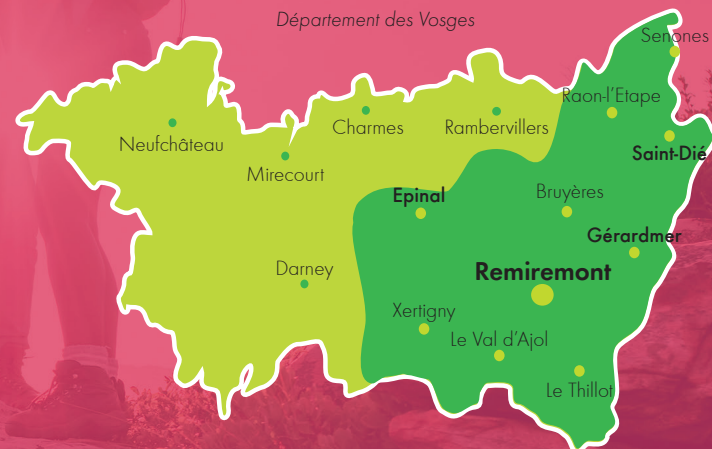 Département des Vosges
Senones
Raon-l'Etape
Neufchâteau
Charmes
Rambervillers
Saint-Dié
Mirecourt
Epinal
Bruyères
Gérardmer
Darney
Remiremont
Xertigny
Le Val d'Ajol
Le Thillot